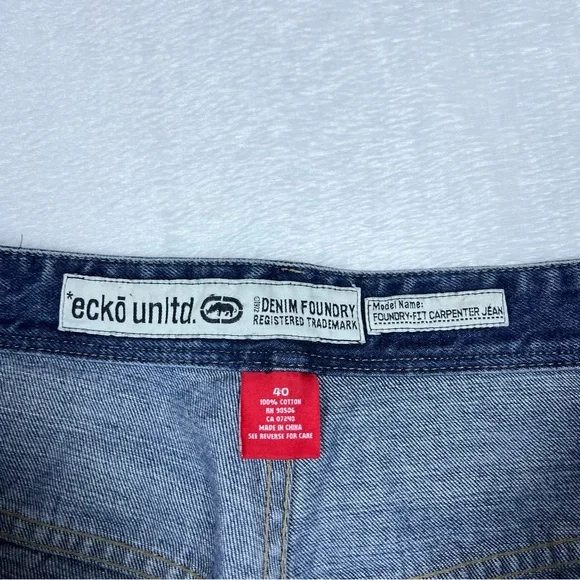 *eckō unltd.
DENIM FOUNDRY
REGISTERED TRADEMARK
Model Name:
FOUNDRY-FIT CARPENTER JEAN
40
100% COTTON
RN 90506
CA 07240
MADE IN CHINA
SEE REVERSE FOR CARE